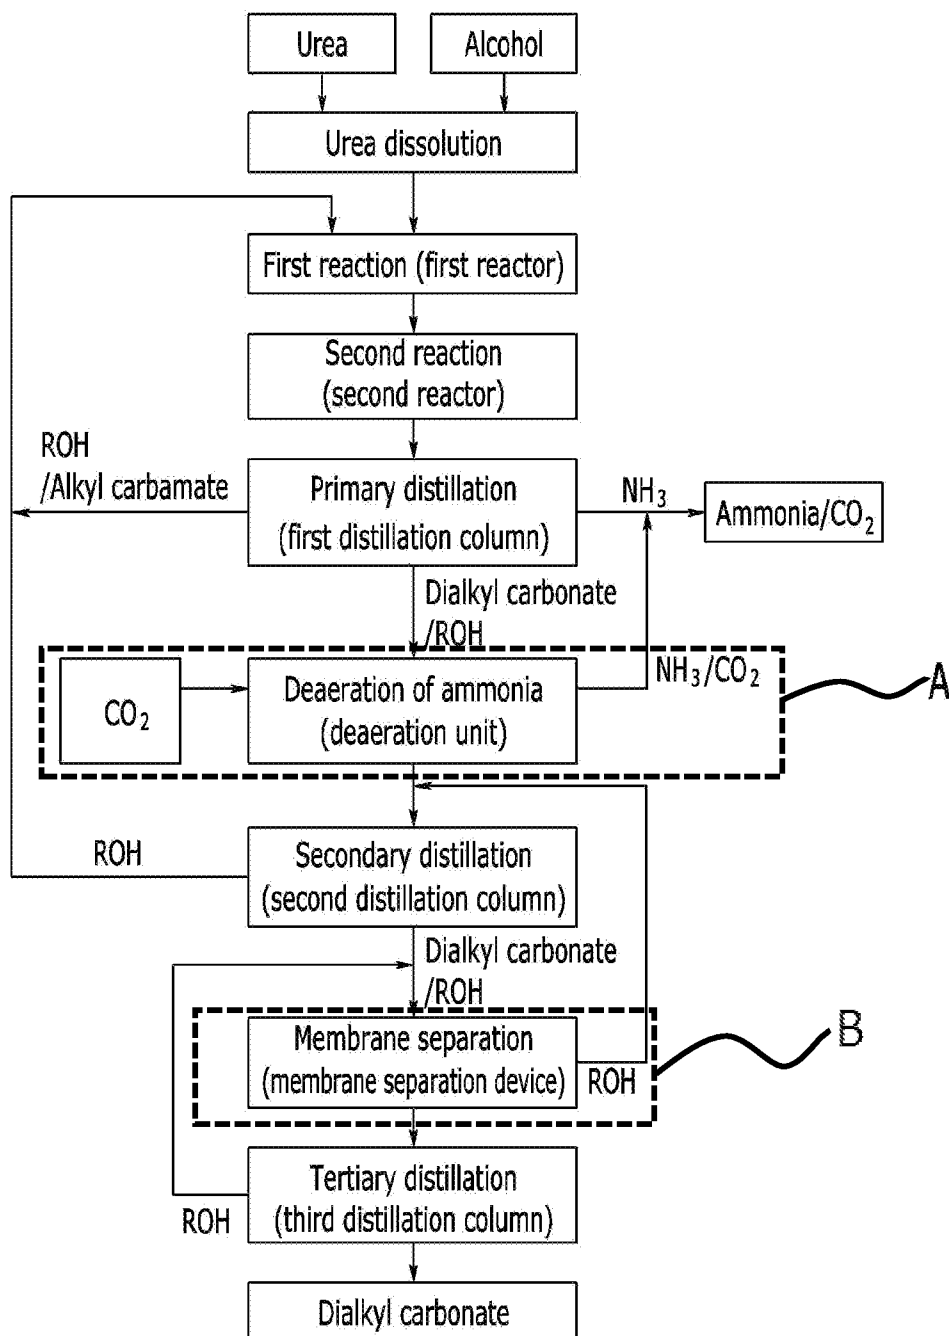 Urea
Alcohol
Urea dissolution
First reaction (first reactor)
Second reaction
(second reactor)
ROH
/Alkyl carbamate
Primary distillation
(first distillation column)
NH₃
Ammonia/CO₂
Dialkyl carbonate
/ROH
CO₂
Deaeration of ammonia
(deaeration unit)
NH₃/CO₂
A
ROH
Secondary distillation
(second distillation column)
Dialkyl carbonate
/ROH
Membrane separation
(membrane separation device)
ROH
B
Tertiary distillation
(third distillation column)
ROH
Dialkyl carbonate